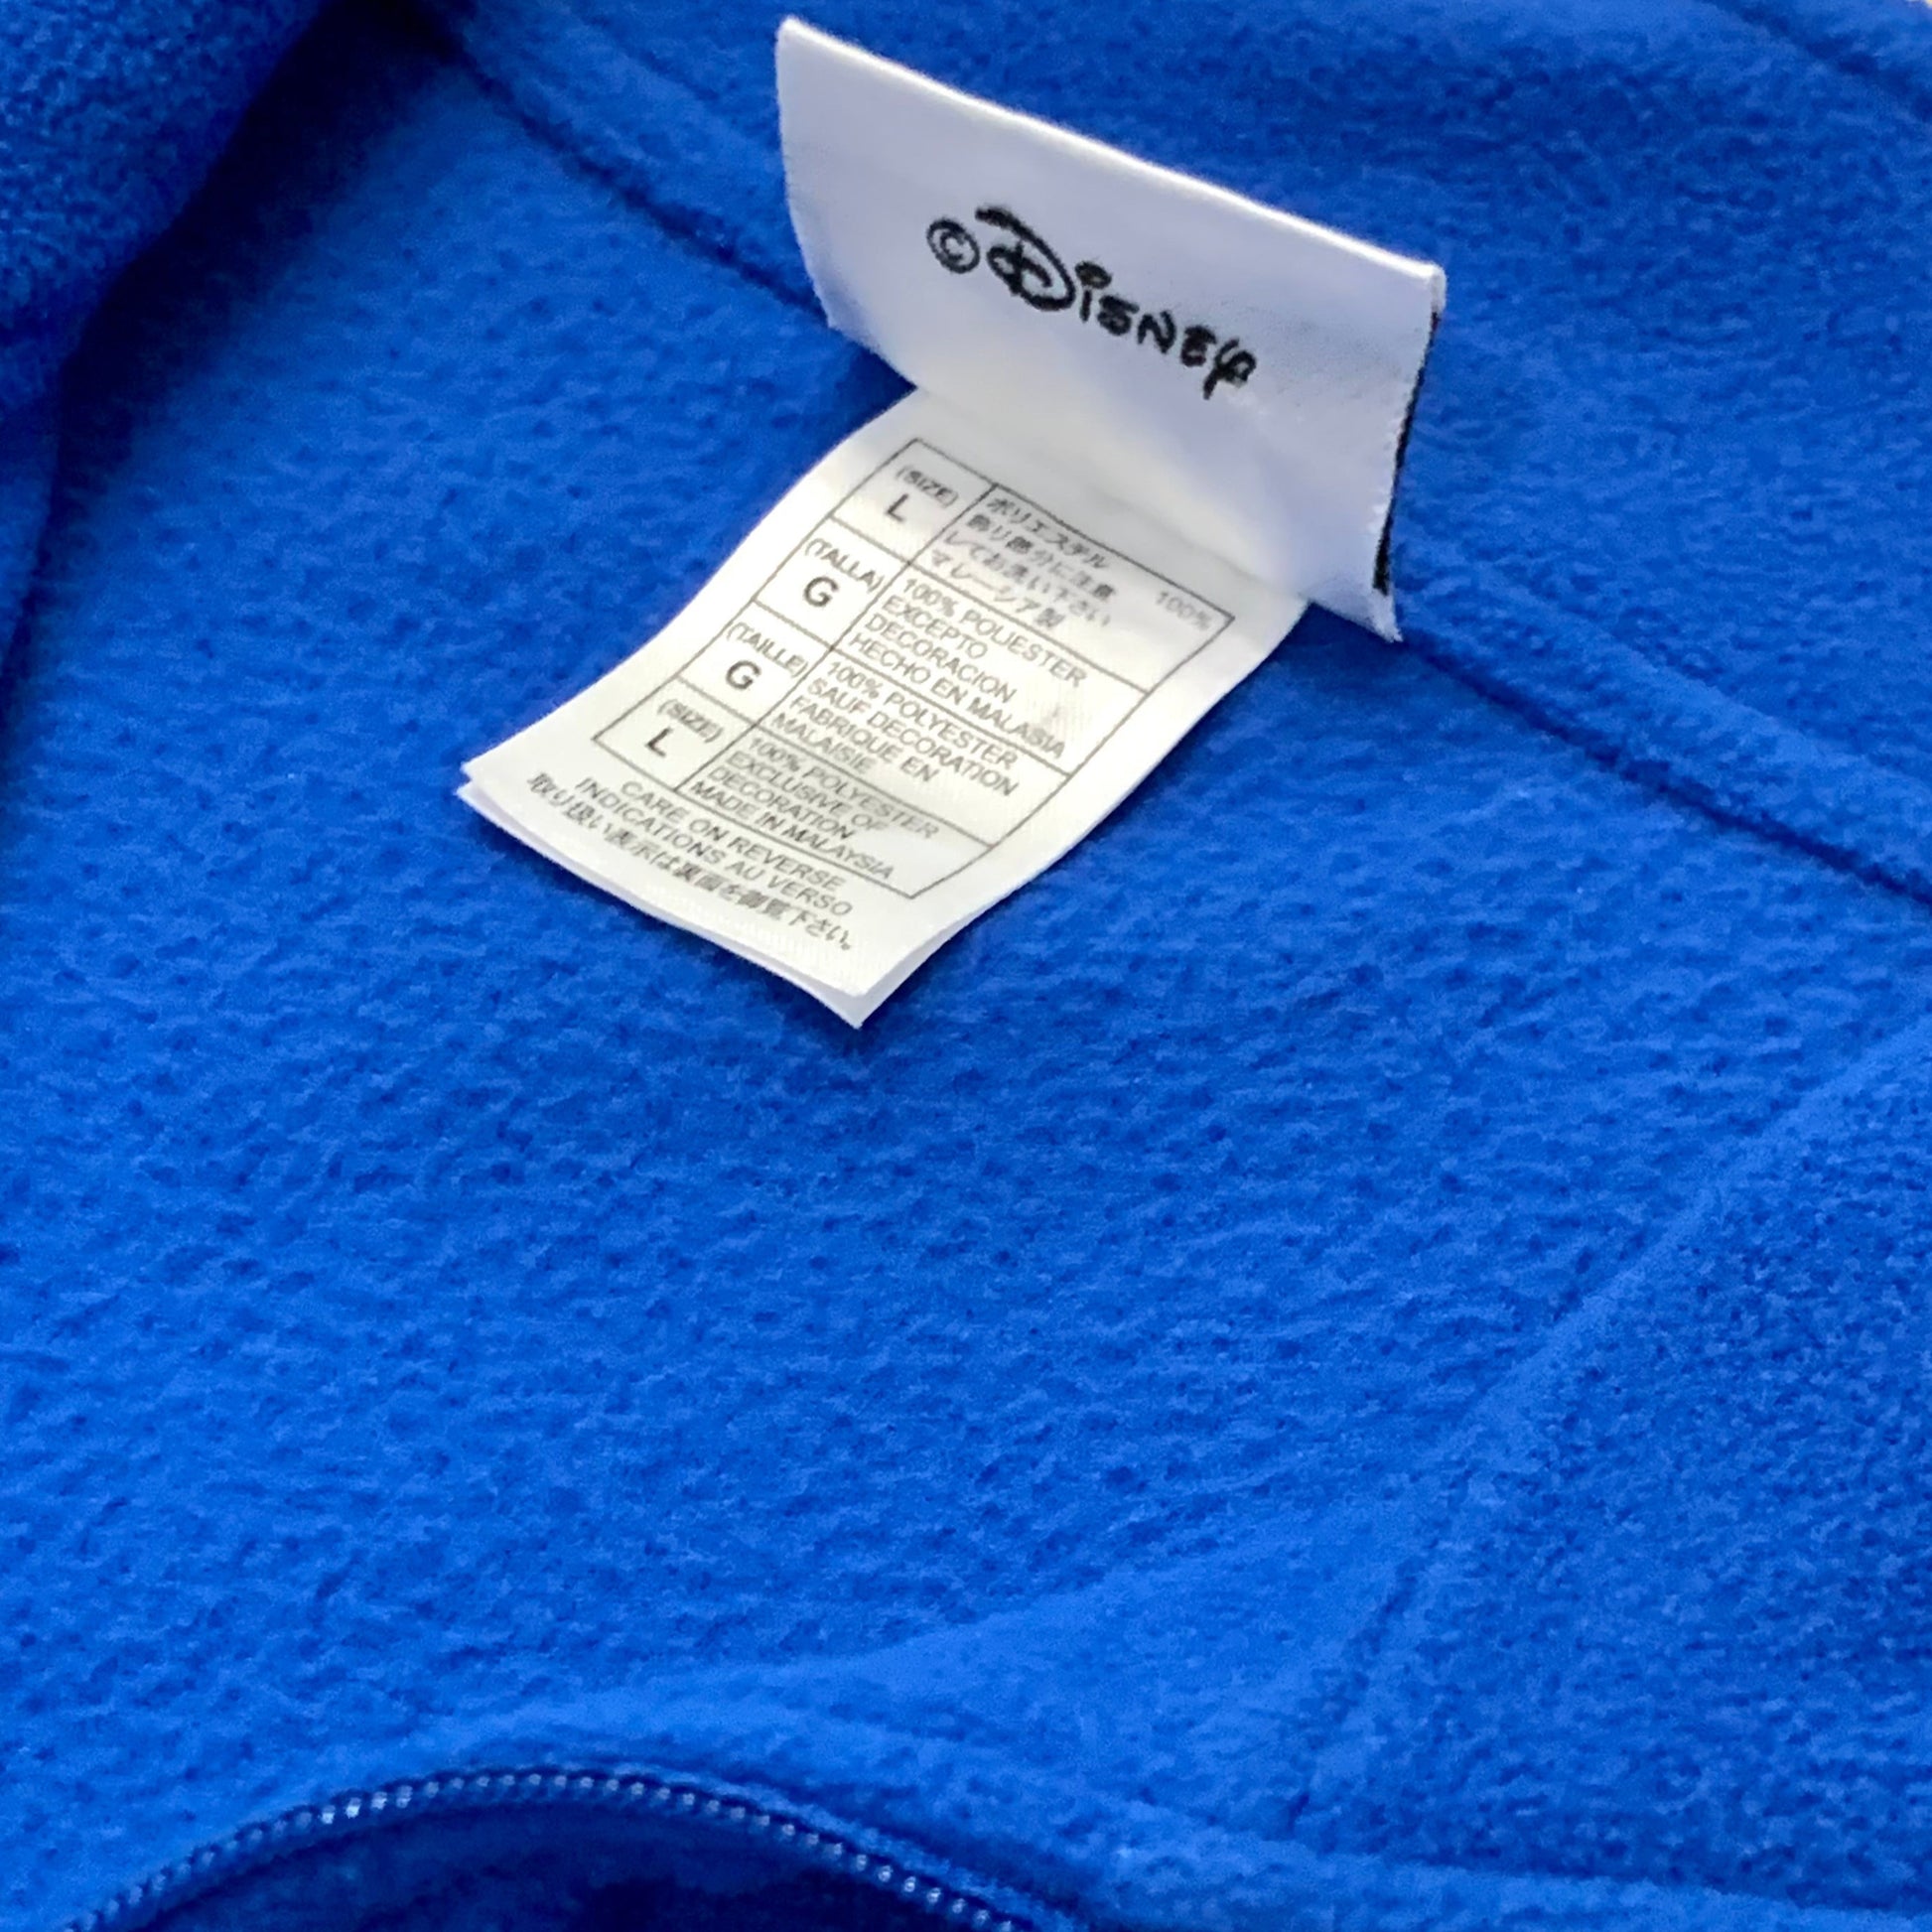 ©Disney
(SIZE)
L
ポリエステル 100%
飾り部分に注意
してお洗い下さい
マレーシア製
(TALLA)
G
100% POLIESTER
EXCEPTO
DECORACION
HECHO EN MALASIA
(TAILLE)
G
100% POLYESTER
SAUF DECORATION
FABRIQUE EN
MALAISIE
(SIZE)
L
100% POLYESTER
EXCLUSIVE OF
DECORATION
MADE IN MALAYSIA
CARE ON REVERSE
INDICATIONS AU VERSO
取り扱い表示は裏面を御覧下さい。